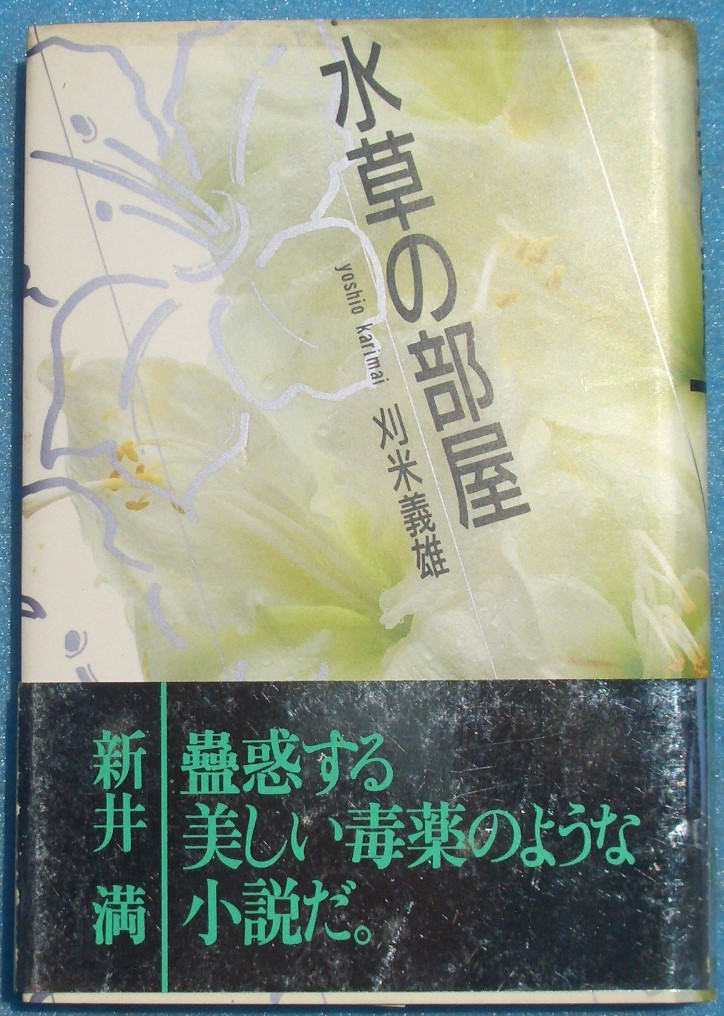 水草の部屋
yoshio karimai
刈米義雄
蠱惑する
美しい毒薬のような
小説だ。
新井 満